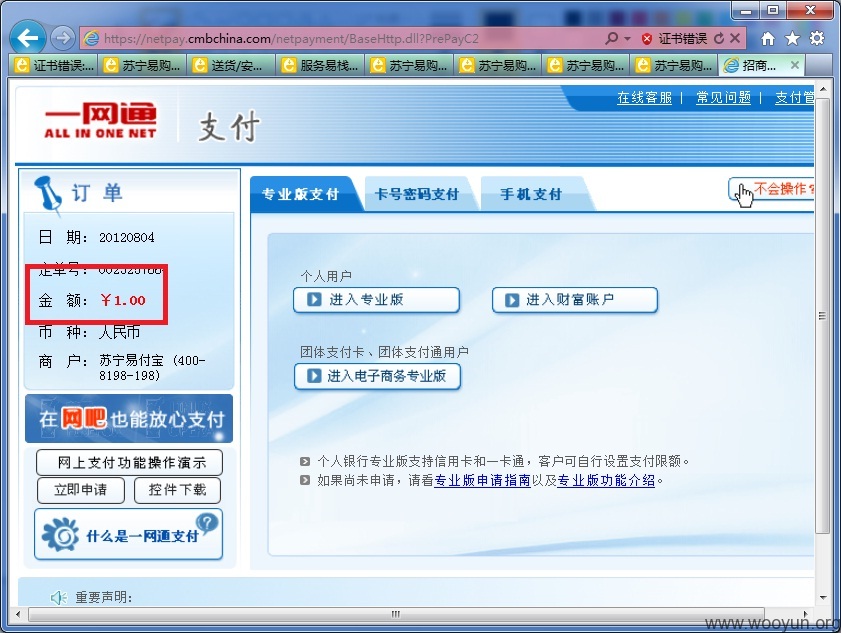 https://netpay.cmbchina.com/netpayment/BaseHttp.dll?PrePayC2
证书错误
证书错误:...
苏宁易购...
送货/安...
服务易栈...
苏宁易购...
苏宁易购...
苏宁易购...
苏宁易购...
招商...
一网通
ALL IN ONE NET
支付
在线客服 | 常见问题 | 支付管
订 单
专业版支付
卡号密码支付
手机支付
不会操作?
日 期: 20120804
定单号:
金 额: ￥1.00
币 种: 人民币
商 户: 苏宁易付宝 (400-
8198-198)
个人用户
进入专业版
进入财富账户
团体支付卡、团体支付通用户
进入电子商务专业版
在网吧也能放心支付
网上支付功能操作演示
立即申请
控件下载
什么是一网通支付
个人银行专业版支持信用卡和一卡通，客户可自行设置支付限额。
如果尚未申请，请看专业版申请指南以及专业版功能介绍。
重要声明:
www.wooyun.org